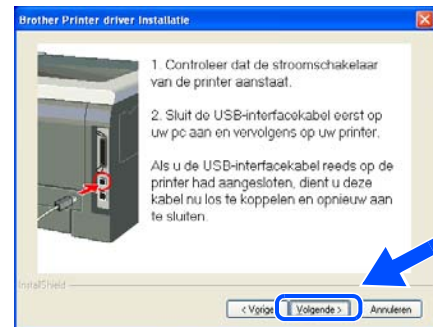 Brother Printer driver Installatie
1. Controleer dat de stroomschakelaar
van de printer aanstaat.
2. Sluit de USB-interfacekabel eerst op
uw pc aan en vervolgens op uw printer.
Als u de USB-interfacekabel reeds op de
printer had aangesloten, dient u deze
kabel nu los te koppelen en opnieuw aan
te sluiten.
InstallShield
< Vorige Volgende > Annuleren